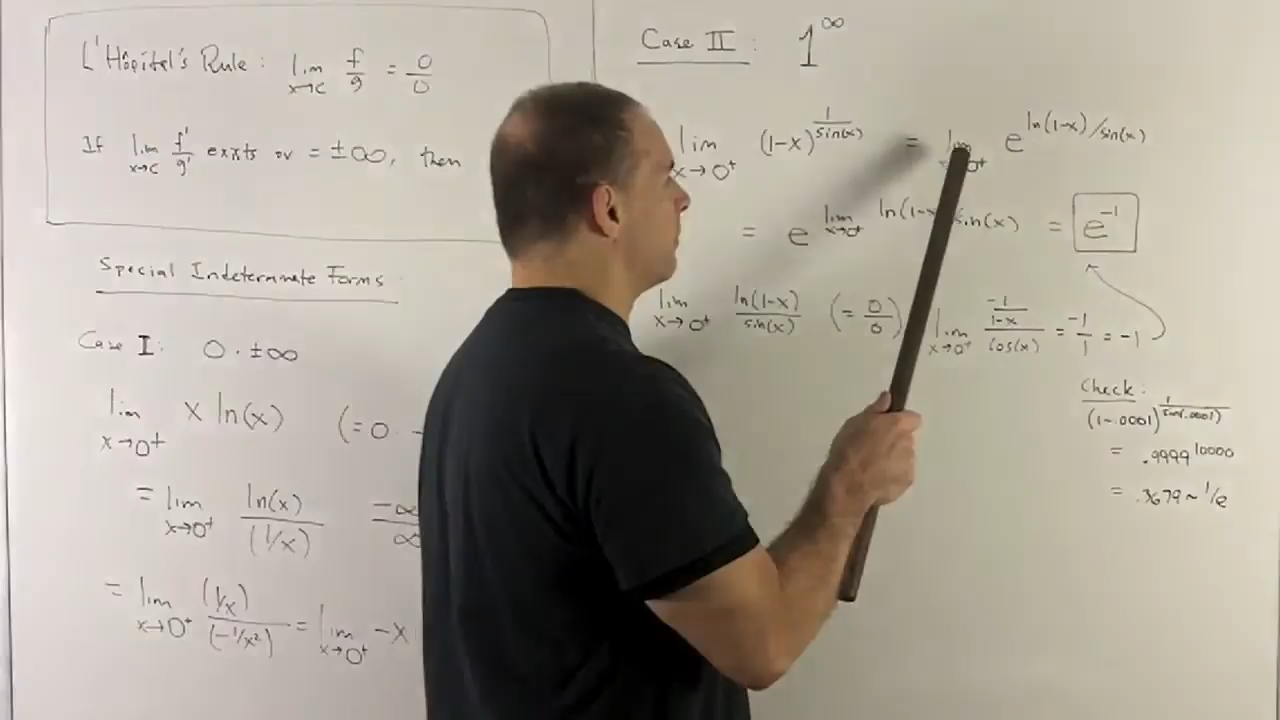 L'Hôpital's Rule: lim x→c f/g = 0/0
If lim x→c f'/g' exists or = ±∞, then
Special Indeterminate Forms
Case I: 0·±∞
lim x→0⁺ x ln(x) (=0·-
= lim x→0⁺ ln(x)/(1/x) -∞/∞
= lim x→0⁺ (1/x)/(-1/x²) = lim x→0⁺ -x
Case II: 1^∞
lim x→0⁺ (1-x)^(1/sin(x)) = lim x→0⁺ e^(ln(1-x)/sin(x))
= e^(lim x→0⁺ ln(1-x sin(x)) = e⁻¹
lim x→0⁺ ln(1-x)/sin(x) (= 0/0) lim x→0⁺ (-1/(1-x))/cos(x) = -1/1 = -1
Check:
(1-.0001)^(1/sin(.0001))
= .9999^10000
= .3679 ~ 1/e